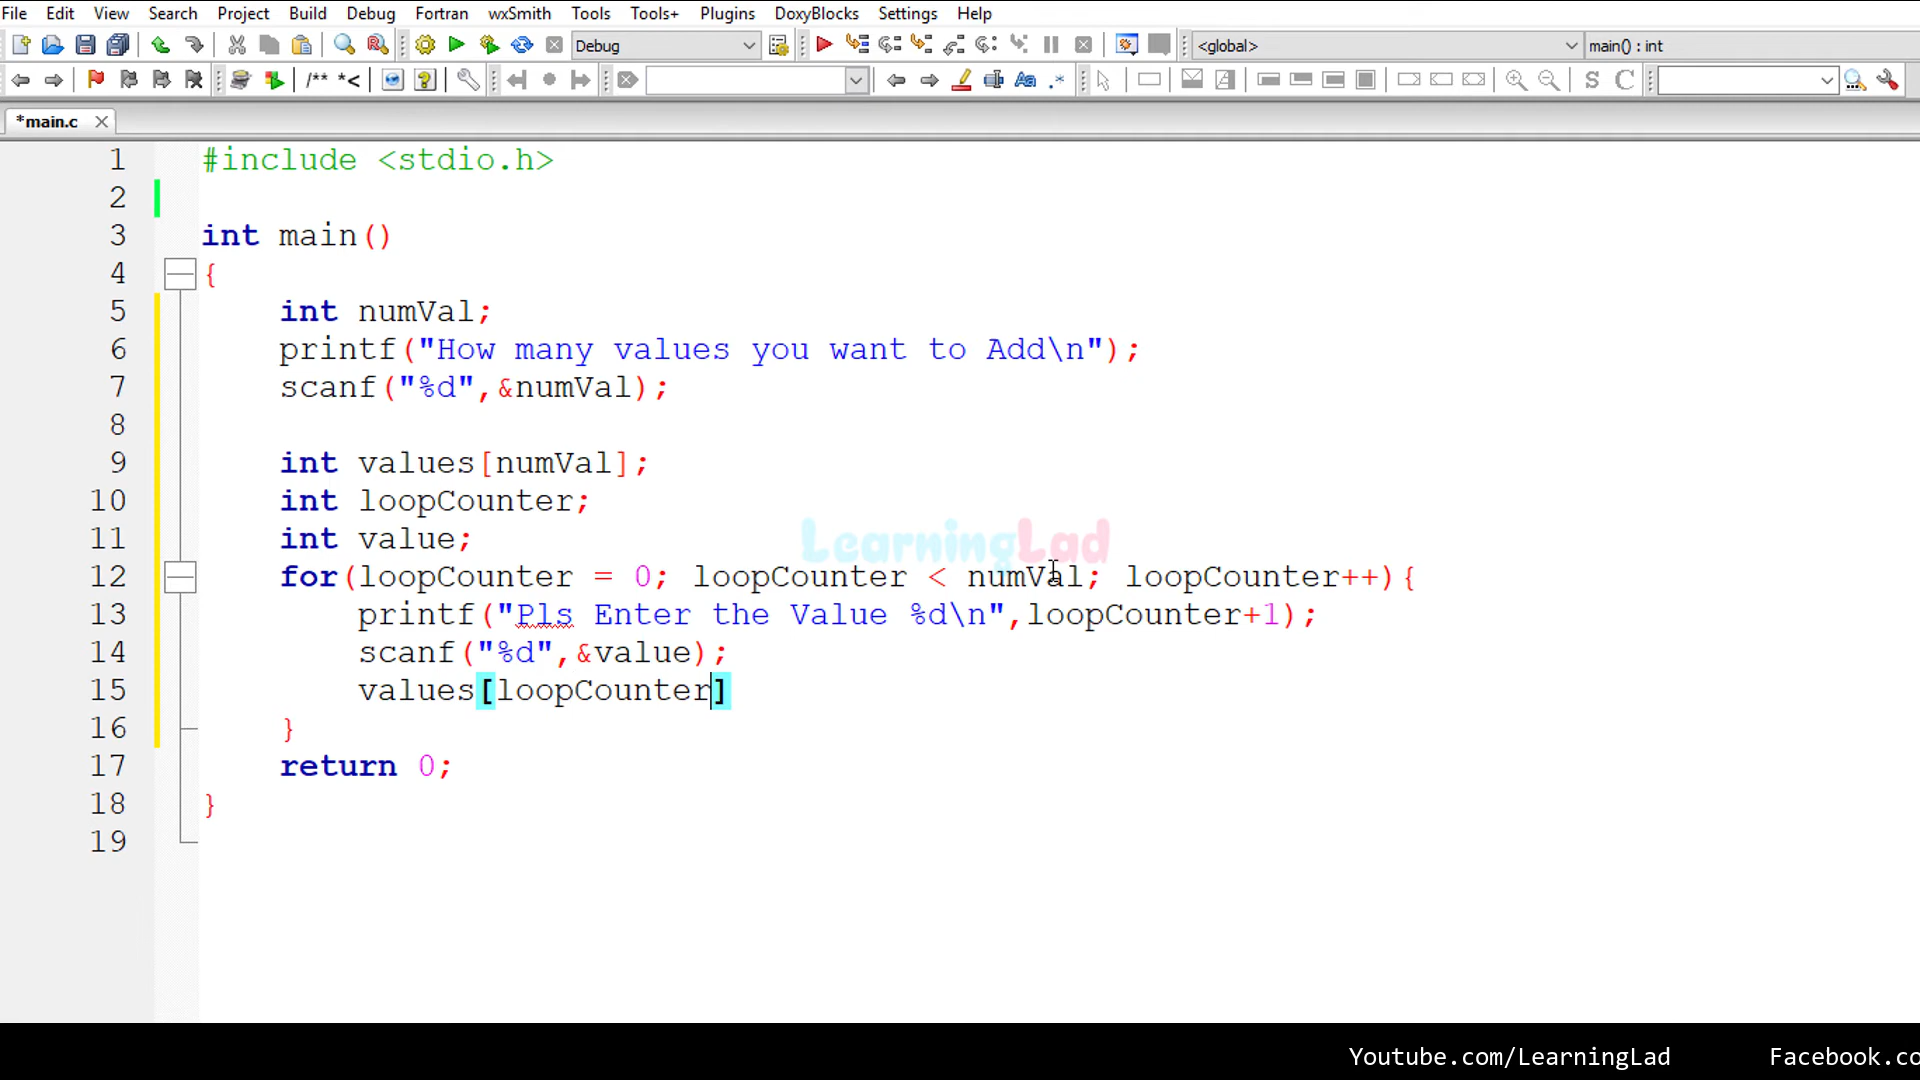 File Edit View Search Project Build Debug Fortran wxSmith Tools Tools+ Plugins DoxyBlocks Settings Help
Debug <global> main() : int
/** *< Aa .* S C
*main.c
1 #include <stdio.h>
2
3 int main()
4 {
5 int numVal;
6 printf("How many values you want to Add\n");
7 scanf("%d",&numVal);
8
9 int values[numVal];
10 int loopCounter;
11 int value;
LearningLad
12 for(loopCounter = 0; loopCounter < numVal; loopCounter++){
13 printf("Pls Enter the Value %d\n",loopCounter+1);
14 scanf("%d",&value);
15 values[loopCounter]
16 }
17 return 0;
18 }
19
Youtube.com/LearningLad Facebook.co